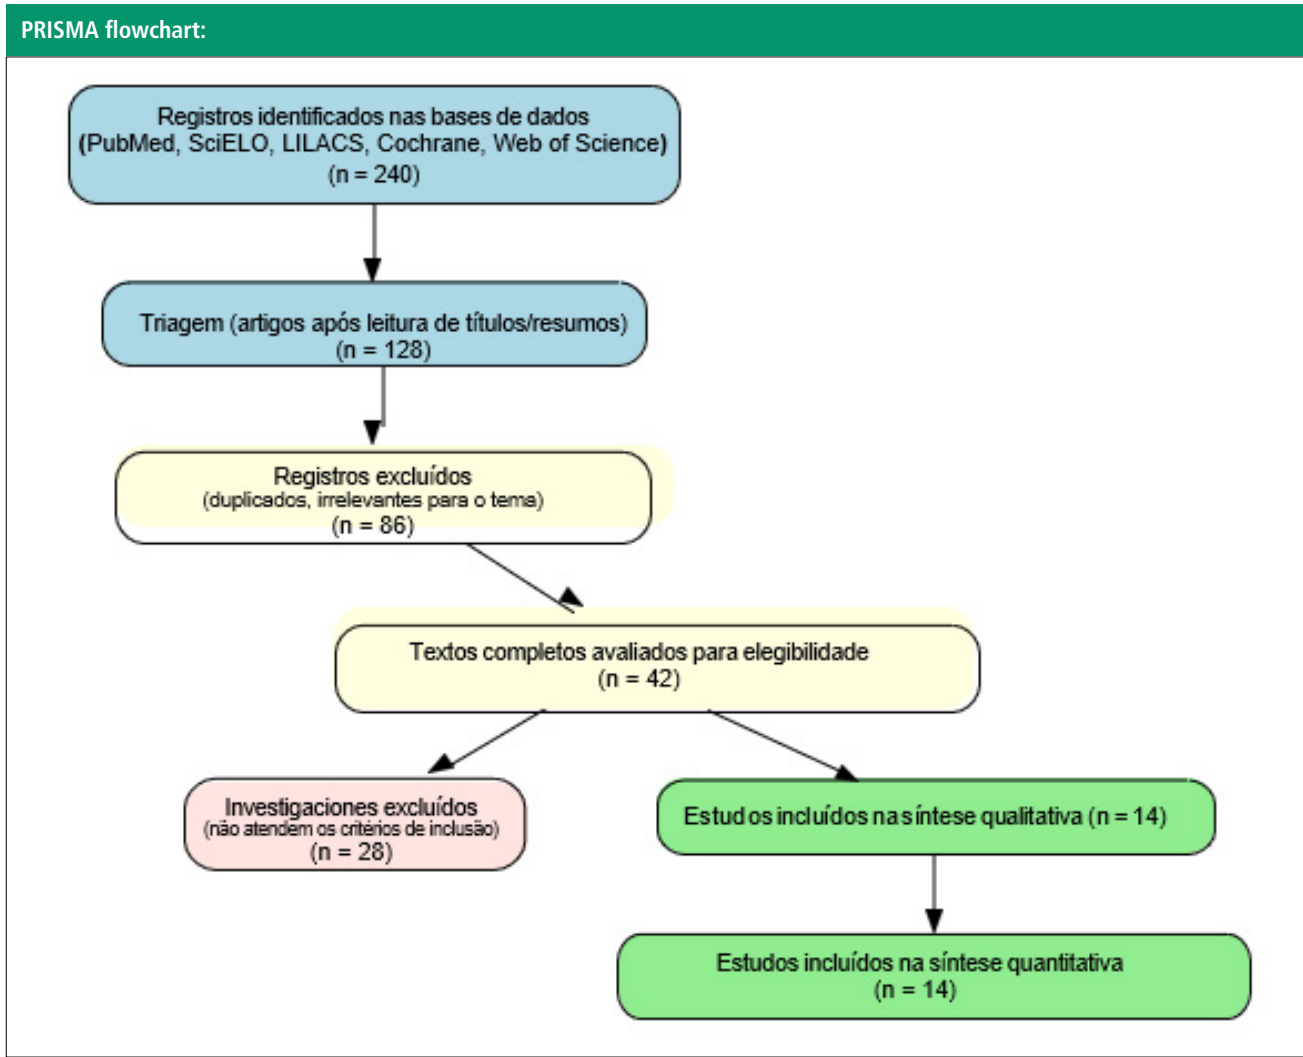 PRISMA flowchart:
Registros identificados nas bases de dados
(PubMed, SciELO, LILACS, Cochrane, Web of Science)
(n = 240)
Triagem (artigos após leitura de títulos/resumos)
(n = 128)
Registros excluídos
(duplicados, irrelevantes para o tema)
(n = 86)
Textos completos avaliados para elegibilidade
(n = 42)
Investigaciones excluídos
(não atendem os critérios de inclusão)
(n = 28)
Estudos incluídos na síntese qualitativa (n = 14)
Estudos incluídos na síntese quantitativa
(n = 14)